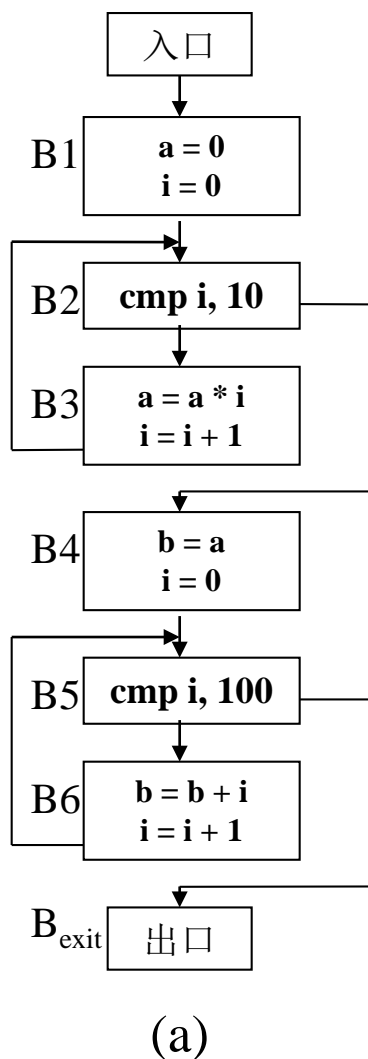 入口
B1
a = 0
i = 0
B2
cmp i, 10
B3
a = a * i
i = i + 1
B4
b = a
i = 0
B5
cmp i, 100
B6
b = b + i
i = i + 1
Bexit
出口
(a)